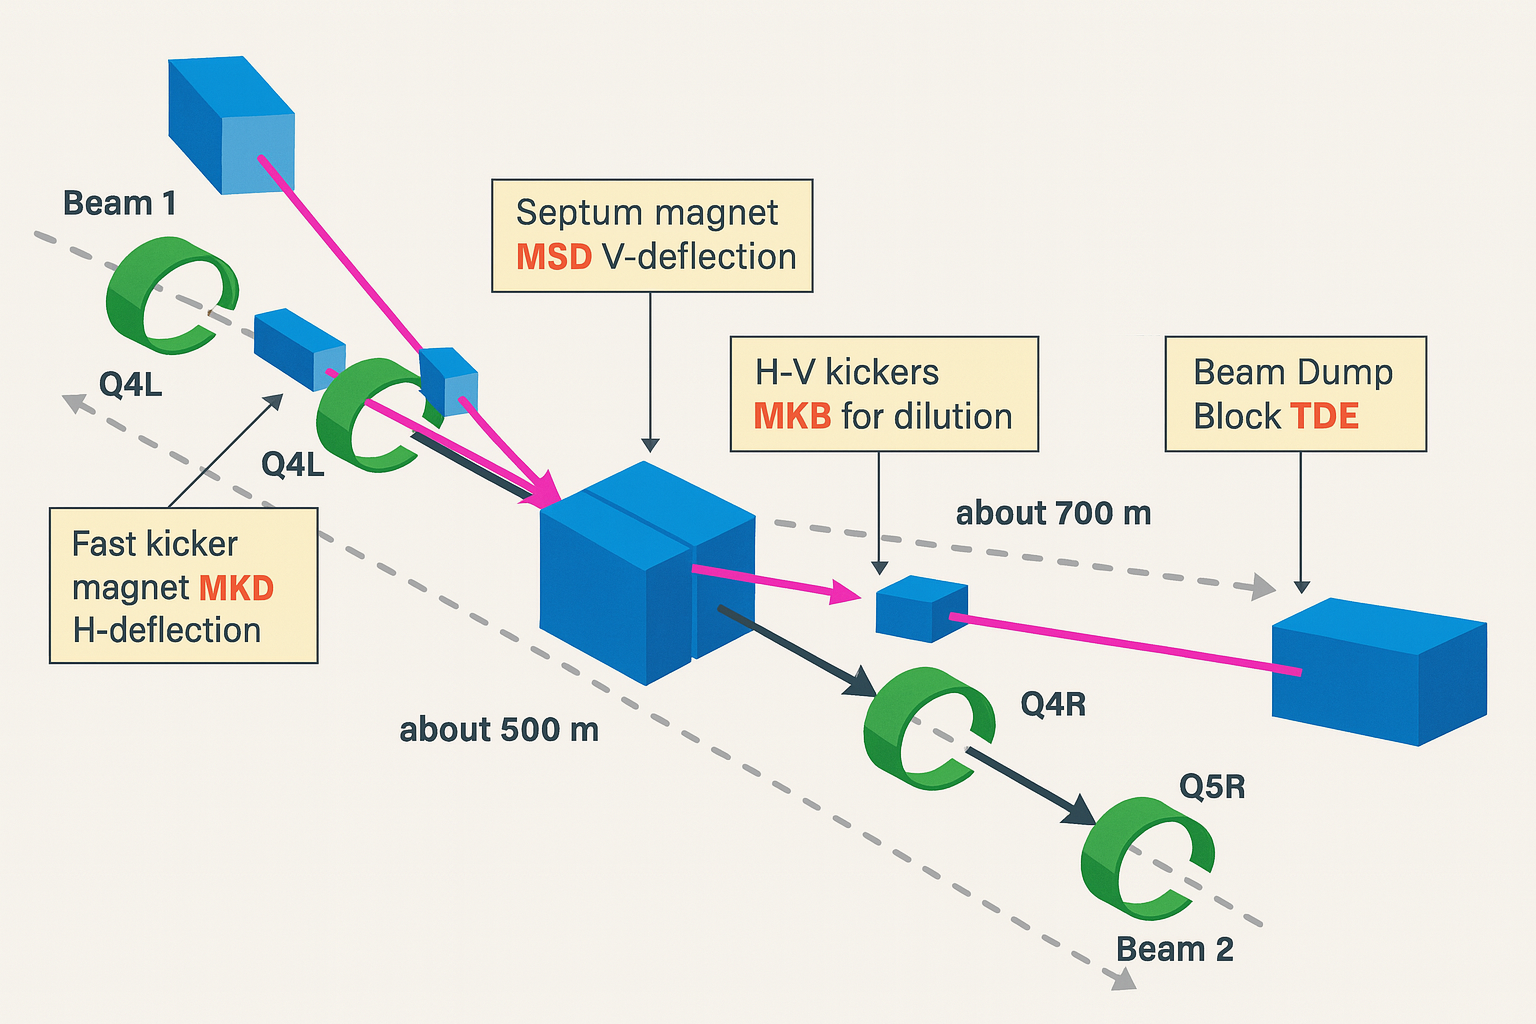 Beam 1
Septum magnet
MSD V-deflection
H-V kickers
MKB for dilution
Beam Dump
Block TDE
Q4L
Q4L
about 700 m
Fast kicker
magnet MKD
H-deflection
Q4R
about 500 m
Q5R
Beam 2